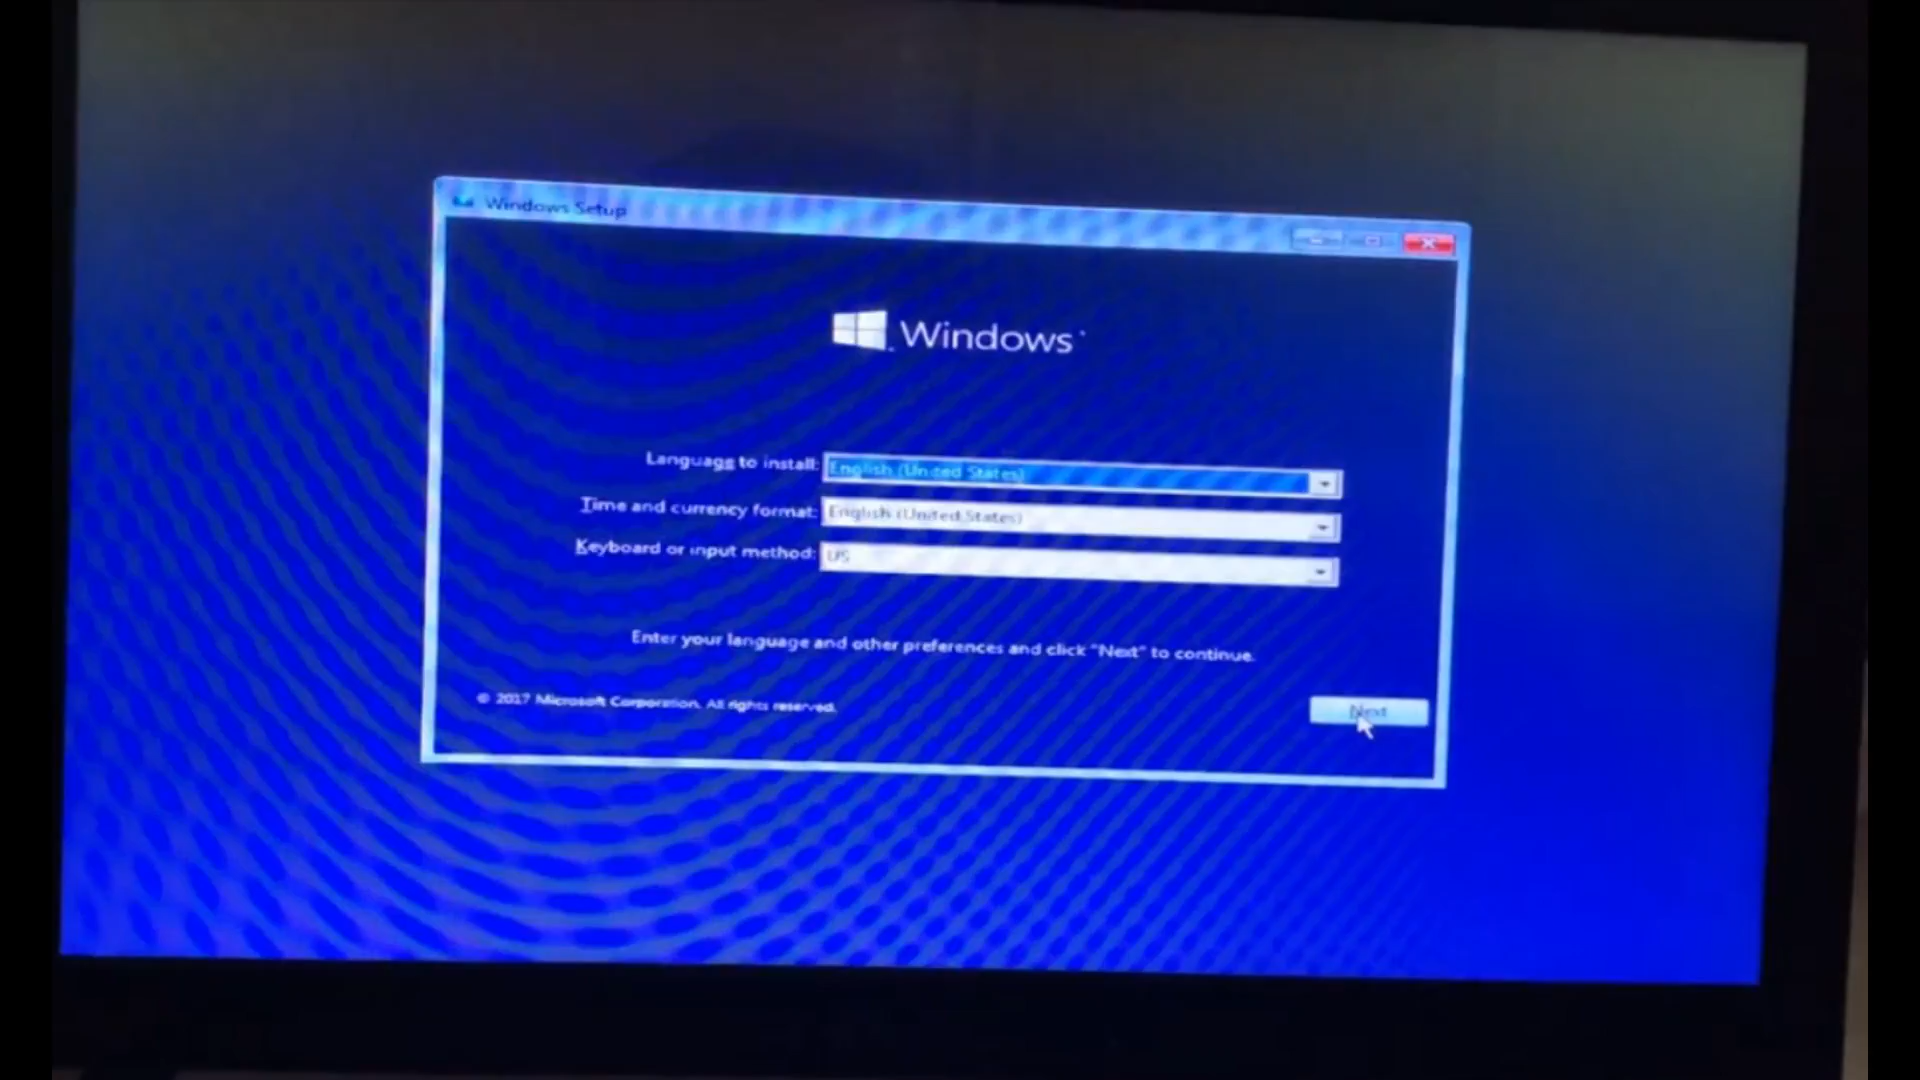 Windows Setup
Windows
Language to install: English (United States)
Time and currency format: English (United States)
Keyboard or input method: US
Enter your language and other preferences and click "Next" to continue.
© 2017 Microsoft Corporation. All rights reserved.
Next